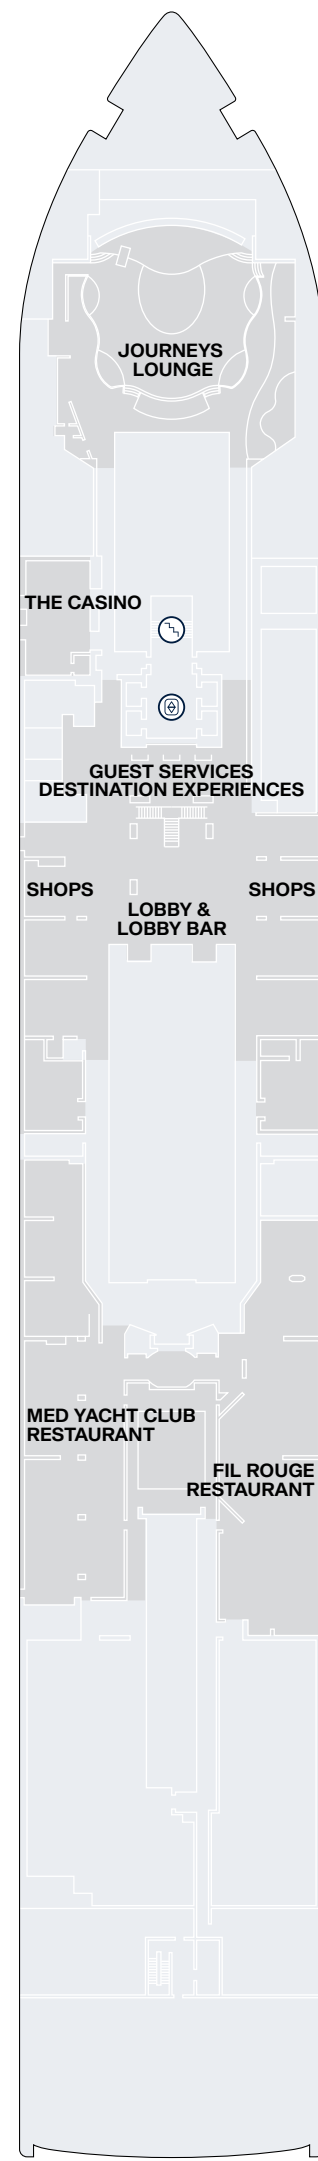 JOURNEYS
LOUNGE
THE CASINO
GUEST SERVICES
DESTINATION EXPERIENCES
SHOPS
SHOPS
LOBBY &
LOBBY BAR
MED YACHT CLUB
RESTAURANT
FIL ROUGE
RESTAURANT